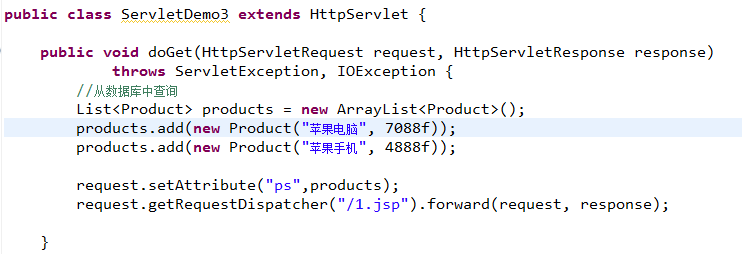 public class ServletDemo3 extends HttpServlet {
public void doGet(HttpServletRequest request, HttpServletResponse response)
throws ServletException, IOException {
//从数据库中查询
List<Product> products = new ArrayList<Product>();
products.add(new Product("苹果电脑", 7088f));
products.add(new Product("苹果手机", 4888f));
request.setAttribute("ps",products);
request.getRequestDispatcher("/1.jsp").forward(request, response);
}